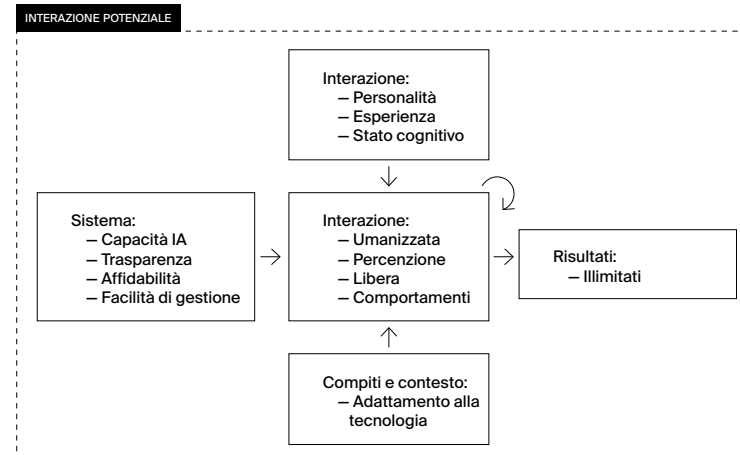 INTERAZIONE POTENZIALE
Interazione:
— Personalità
— Esperienza
— Stato cognitivo
Sistema:
— Capacità IA
— Trasparenza
— Affidabilità
— Facilità di gestione
Interazione:
— Umanizzata
— Percenzione
— Libera
— Comportamenti
Risultati:
— Illimitati
Compiti e contesto:
— Adattamento alla
tecnologia